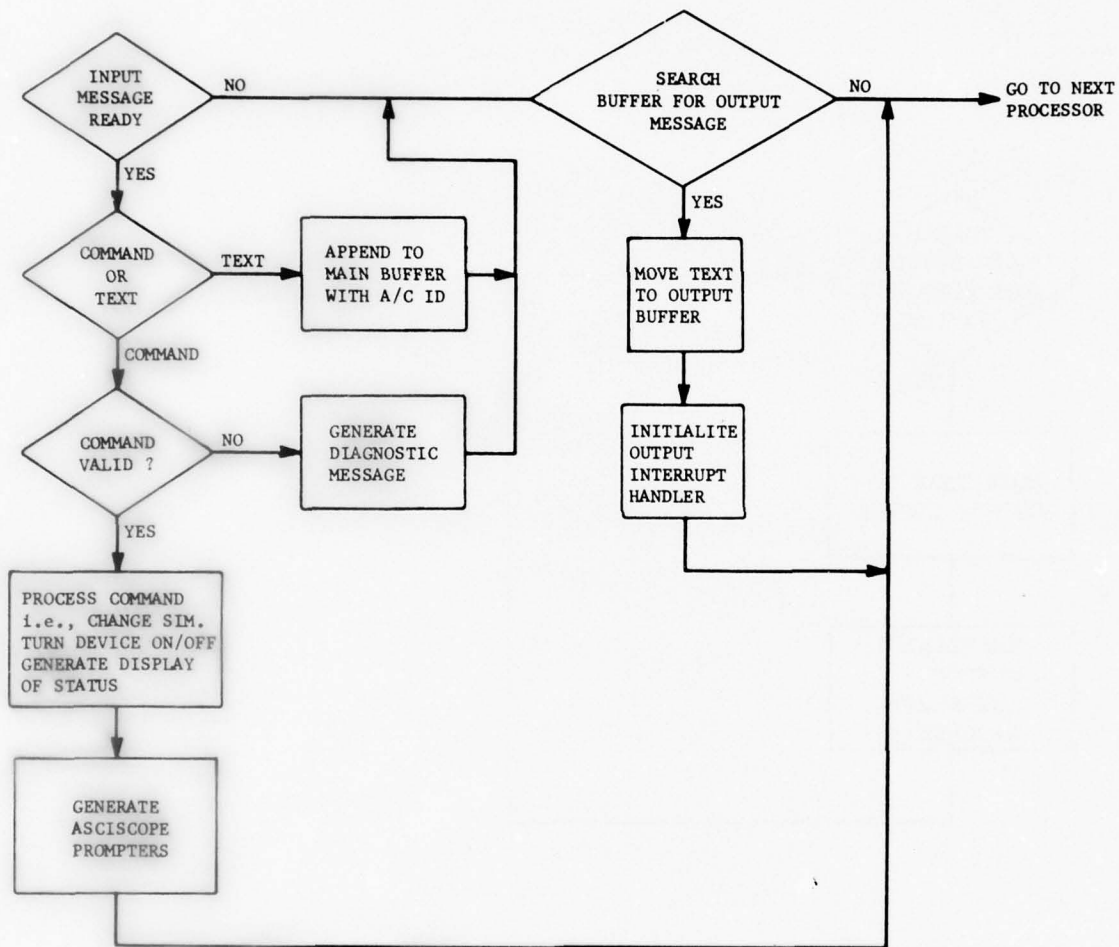 INPUT
MESSAGE
READY
NO
YES
SEARCH
BUFFER FOR OUTPUT
MESSAGE
NO
GO TO NEXT
PROCESSOR
YES
COMMAND
OR
TEXT
TEXT
APPEND TO
MAIN BUFFER
WITH A/C ID
MOVE TEXT
TO OUTPUT
BUFFER
COMMAND
COMMAND
VALID ?
NO
GENERATE
DIAGNOSTIC
MESSAGE
INITIALITE
OUTPUT
INTERRUPT
HANDLER
YES
PROCESS COMMAND
i.e., CHANGE SIM.
TURN DEVICE ON/OFF
GENERATE DISPLAY
OF STATUS
GENERATE
ASCISCOPE
PROMPTERS